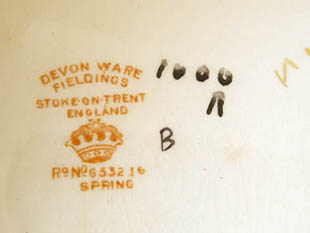 DEVON WARE
FIELDINGS
STOKE-ON-TRENT
ENGLAND
RD.NO.653216
SPRING
1000
B